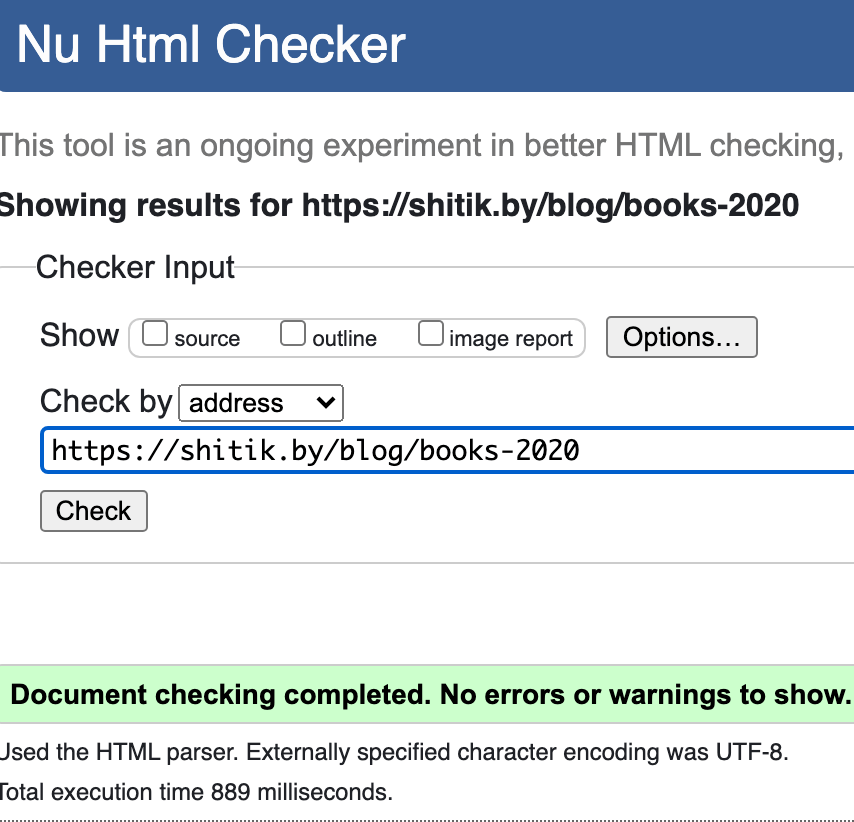 Nu Html Checker
This tool is an ongoing experiment in better HTML checking,
Showing results for https://shitik.by/blog/books-2020
Checker Input
Show source outline image report Options...
Check by address
https://shitik.by/blog/books-2020
Check
Document checking completed. No errors or warnings to show.
Used the HTML parser. Externally specified character encoding was UTF-8.
Total execution time 889 milliseconds.